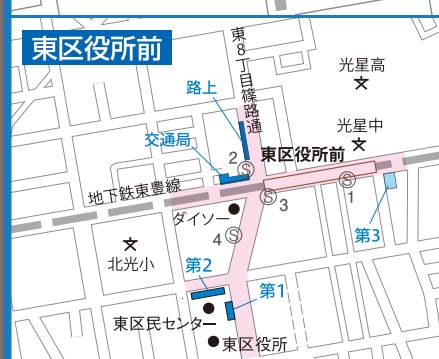 東区役所前
東8丁目篠路通
光星高
路上
光星中
交通局
2
Ⓢ
東区役所前
地下鉄東豊線
Ⓢ
1
Ⓢ
3
ダイソー
第3
4
Ⓢ
北光小
第2
第1
東区民センター
東区役所